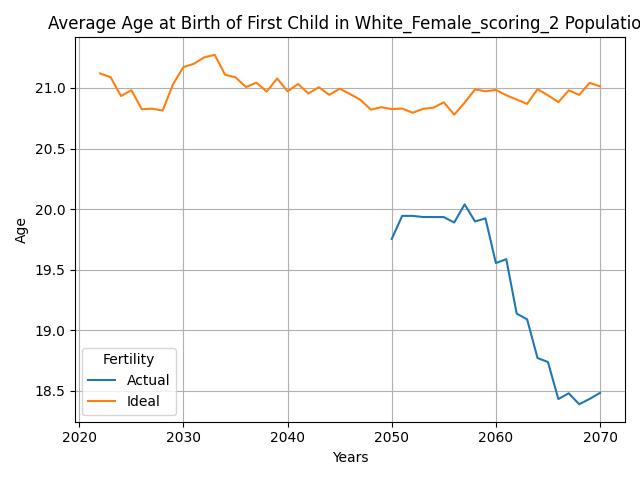 Average Age at Birth of First Child in White_Female_scoring_2 Populatio
21.0
20.5
20.0
19.5
19.0
18.5
Age
Fertility
Actual
Ideal
2020 2030 2040 2050 2060 2070
Years